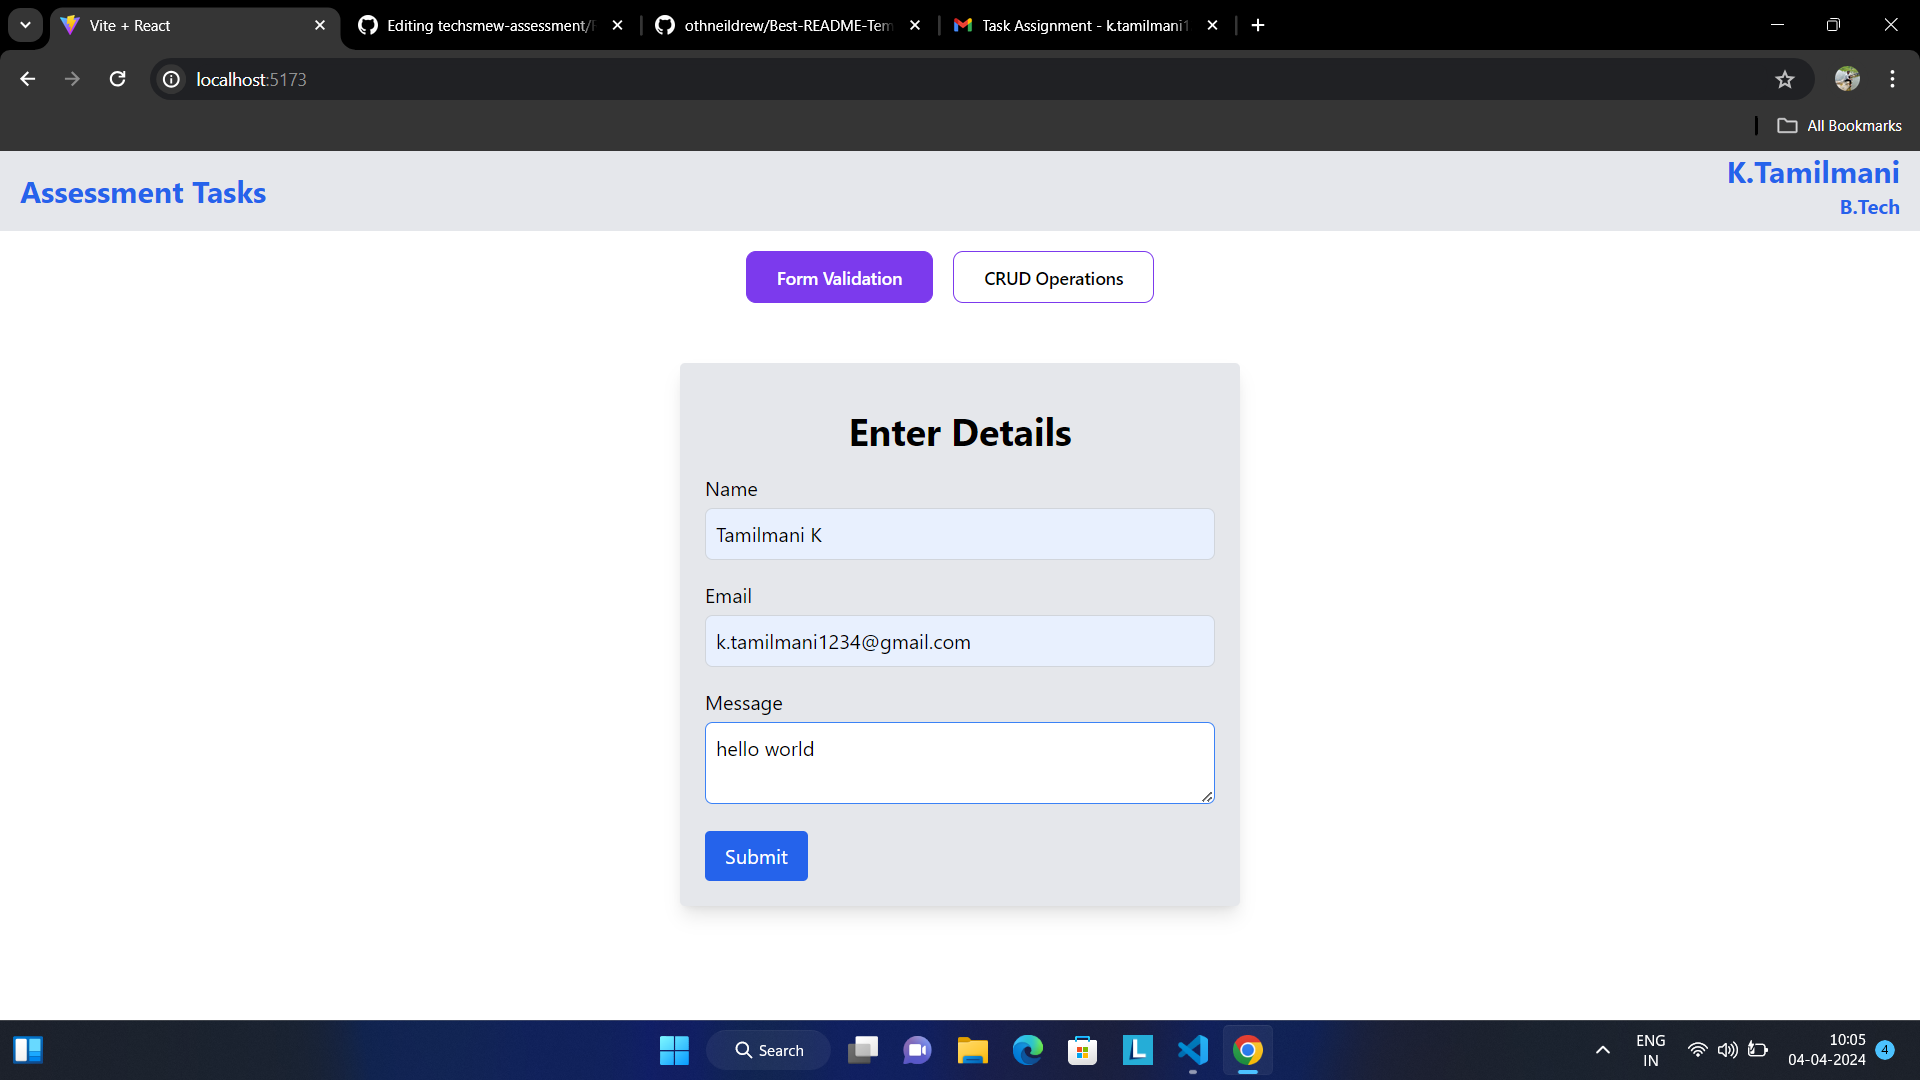 Vite + React
Editing techsmew-assessment/
othneildrew/Best-README-Tem
Task Assignment - k.tamilmani1
localhost:5173
All Bookmarks
Assessment Tasks
K.Tamilmani
B.Tech
Form Validation
CRUD Operations
Enter Details
Name
Tamilmani K
Email
k.tamilmani1234@gmail.com
Message
hello world
Submit
Search
ENG
IN
10:05
04-04-2024
4